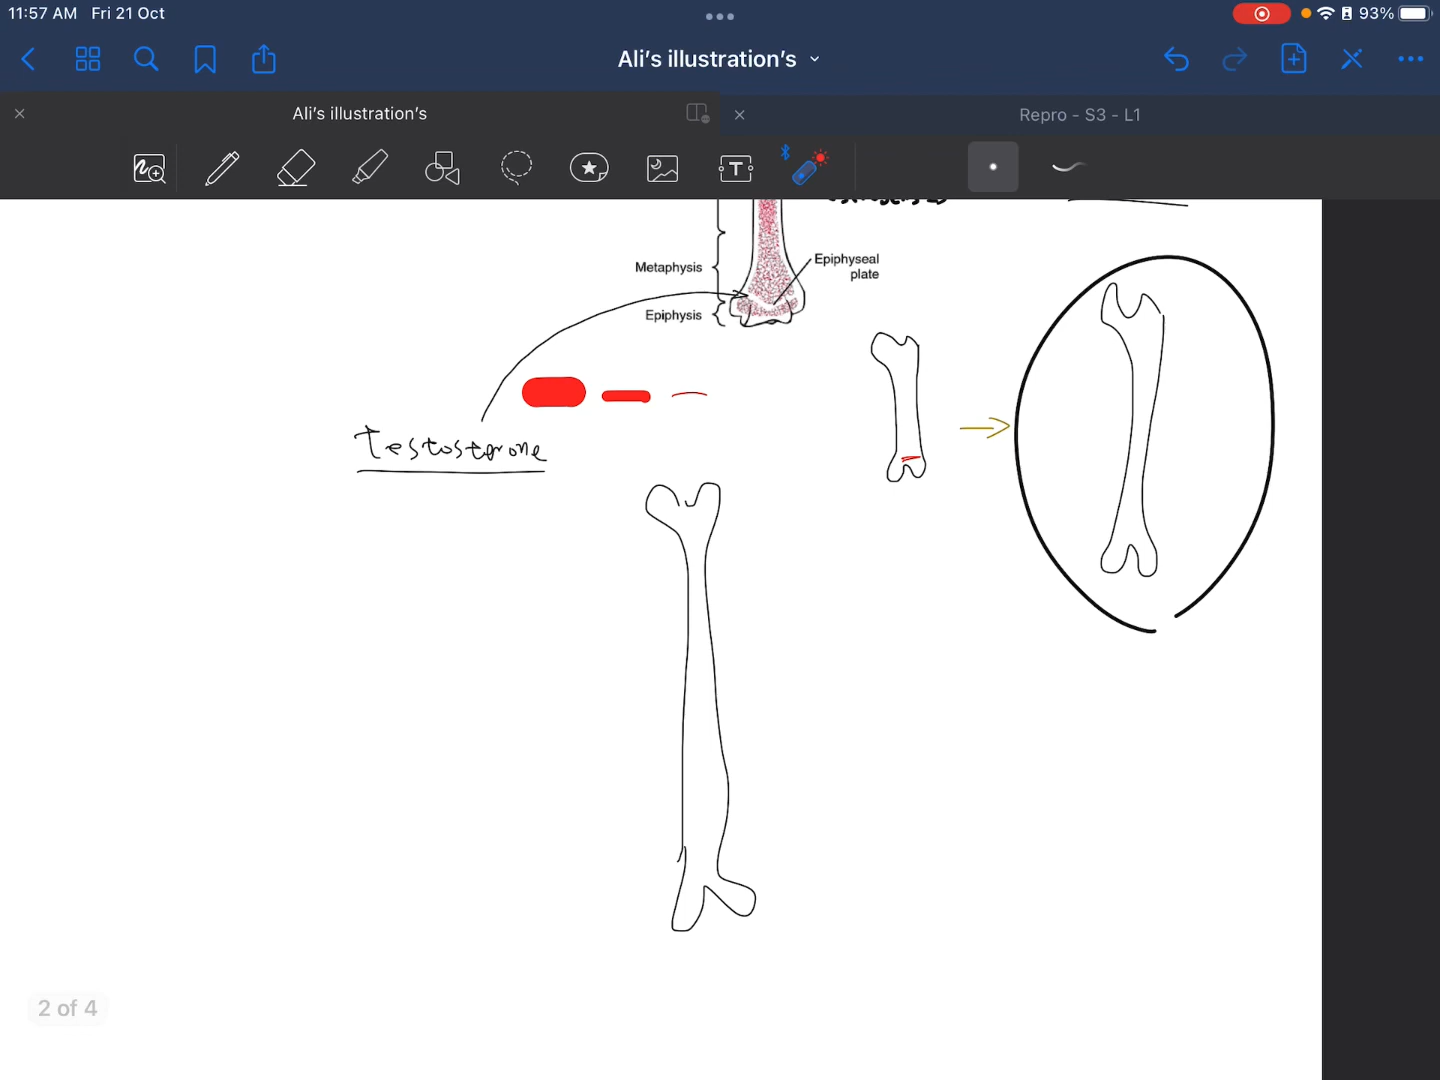 11:57 AM Fri 21 Oct
93%
Ali's illustration's
Ali's illustration's
Repro - S3 - L1
T
Metaphysis
Epiphyseal
plate
Epiphysis
Testosterone
2 of 4